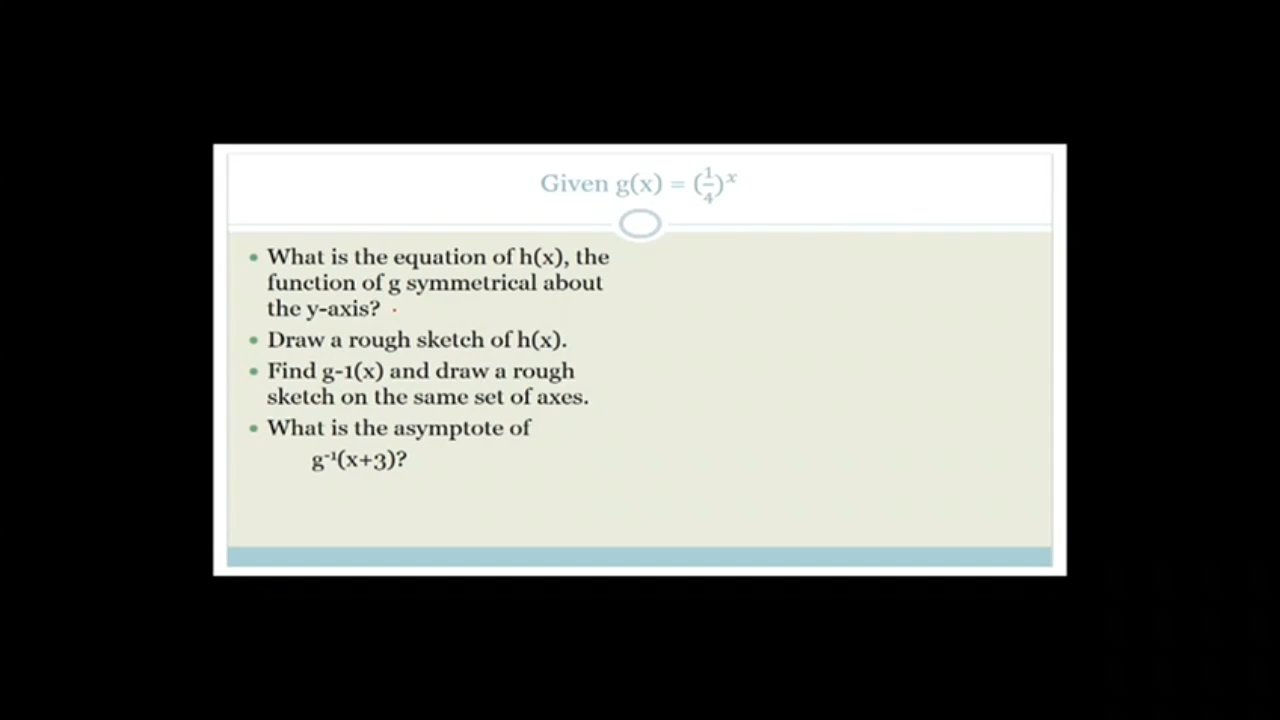 Given g(x) = (1/4)^x
• What is the equation of h(x), the
function of g symmetrical about
the y-axis?
• Draw a rough sketch of h(x).
• Find g-1(x) and draw a rough
sketch on the same set of axes.
• What is the asymptote of
g⁻¹(x+3)?